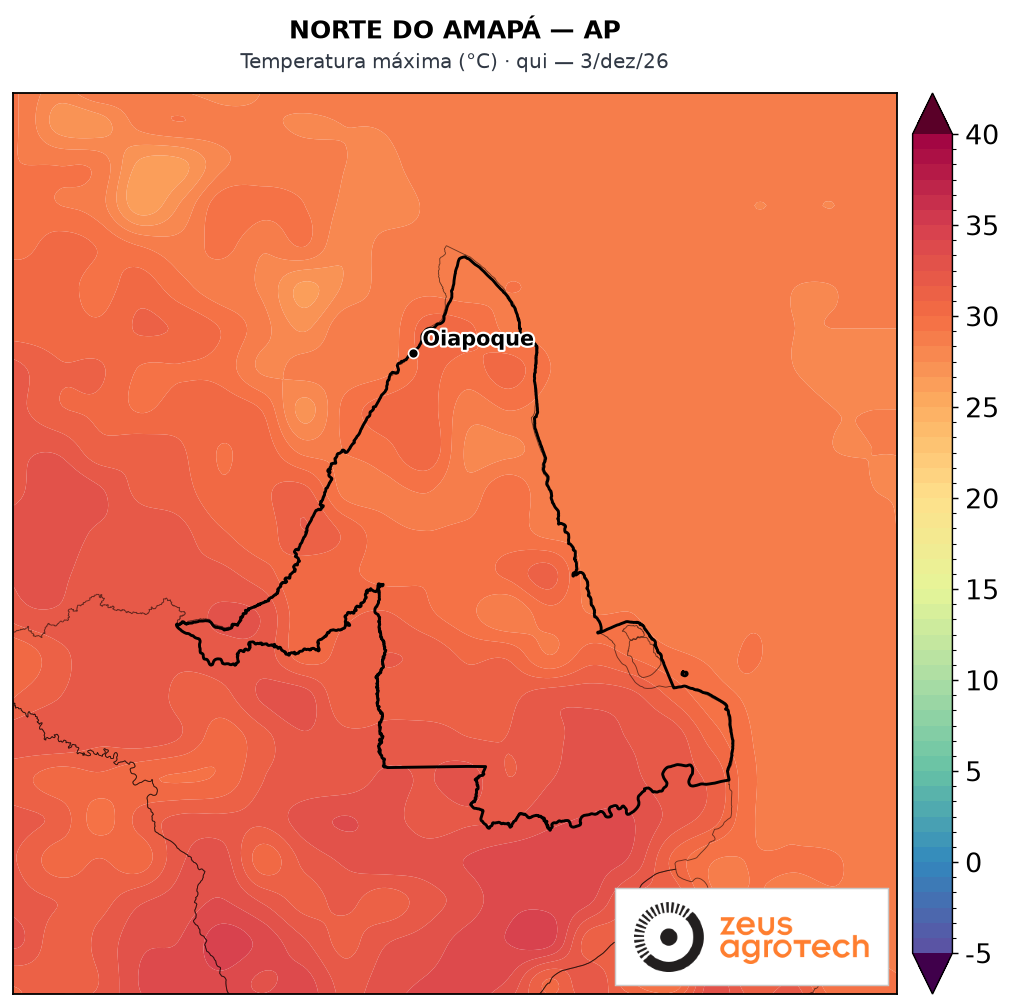 NORTE DO AMAPÁ — AP
Temperatura máxima (°C) · qui — 3/dez/26
Oiapoque
40
35
30
25
20
15
10
5
0
-5
zeus
agrotech